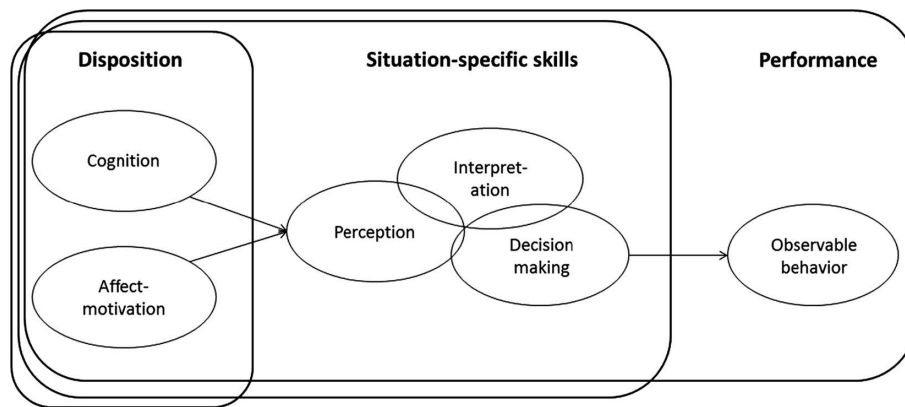 Disposition
Situation-specific skills
Performance
Cognition
Interpret-
ation
Perception
Decision
making
Observable
behavior
Affect-
motivation